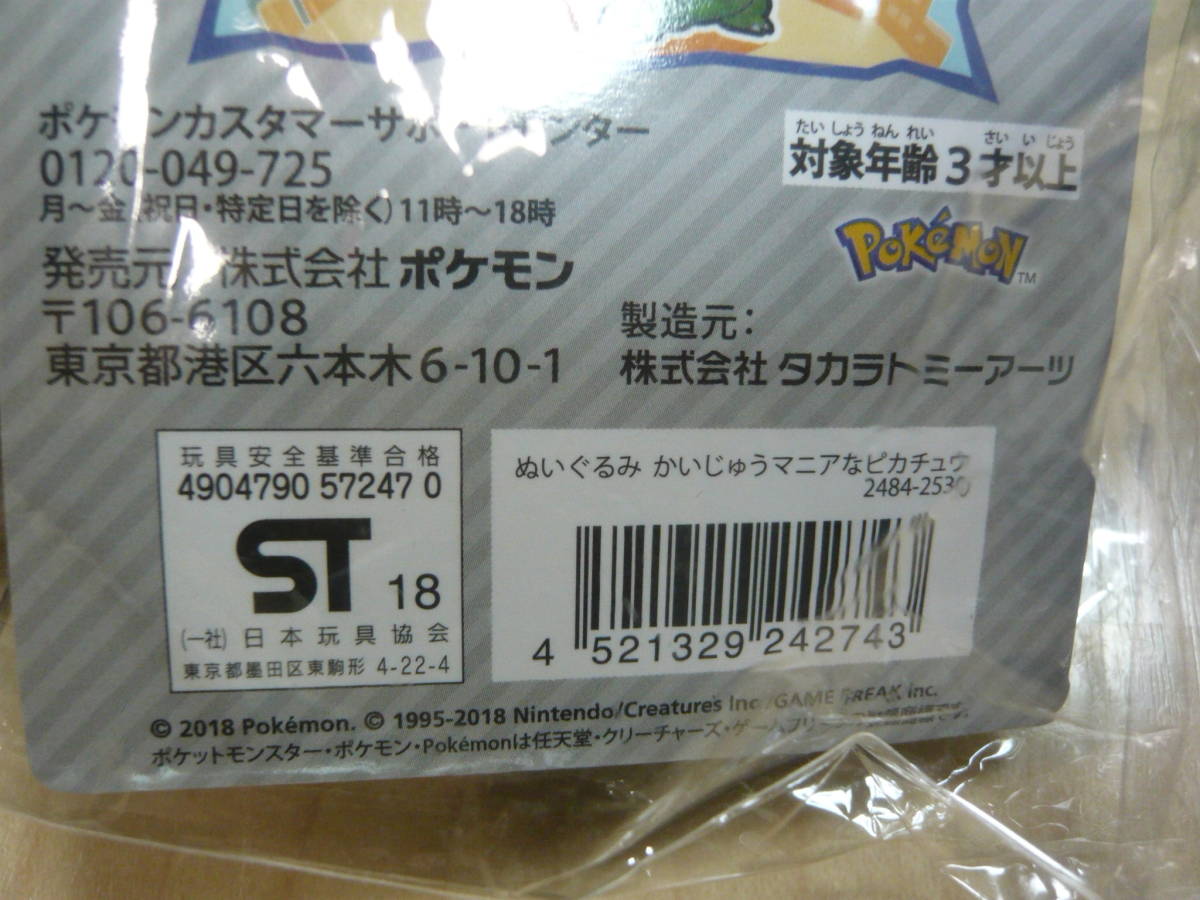 ポケモンカスタマーサポートセンター
0120-049-725
月～金(祝日・特定日を除く)11時～18時
発売元 株式会社 ポケモン
〒106-6108
東京都港区六本木6-10-1
たいしょうねんれい さいいじょう
対象年齢3才以上
POKéMON TM
製造元：
株式会社 タカラトミーアーツ
玩具安全基準合格
4904790 57247 0
ST 18
(一社) 日本玩具協会
東京都墨田区東駒形 4-22-4
ぬいぐるみ かいじゅうマニアなピカチュウ
2484-2530
4 521329 242743
© 2018 Pokémon. © 1995-2018 Nintendo/Creatures Inc./GAME FREAK inc.
ポケットモンスター・ポケモン・Pokémonは任天堂・クリーチャーズ・ゲームフリークの登録商標です。